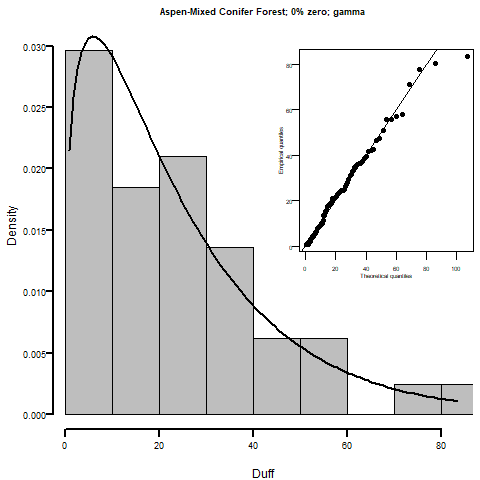 Aspen-Mixed Conifer Forest; 0% zero; gamma
0.030
0.025
0.020
0.015
0.010
0.005
0.000
Density
0 20 40 60 80
Duff
80
60
40
20
0
Empirical quantiles
0 20 40 60 80 100
Theoretical quantiles